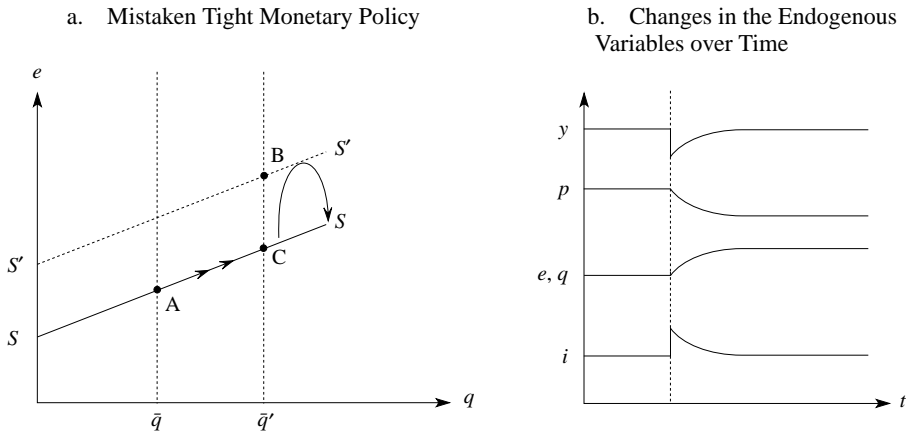 a. Mistaken Tight Monetary Policy
e
S′
B
S′
S
C
A
S
q
q̄
q̄′
b. Changes in the Endogenous
Variables over Time
y
p
e, q
i
t